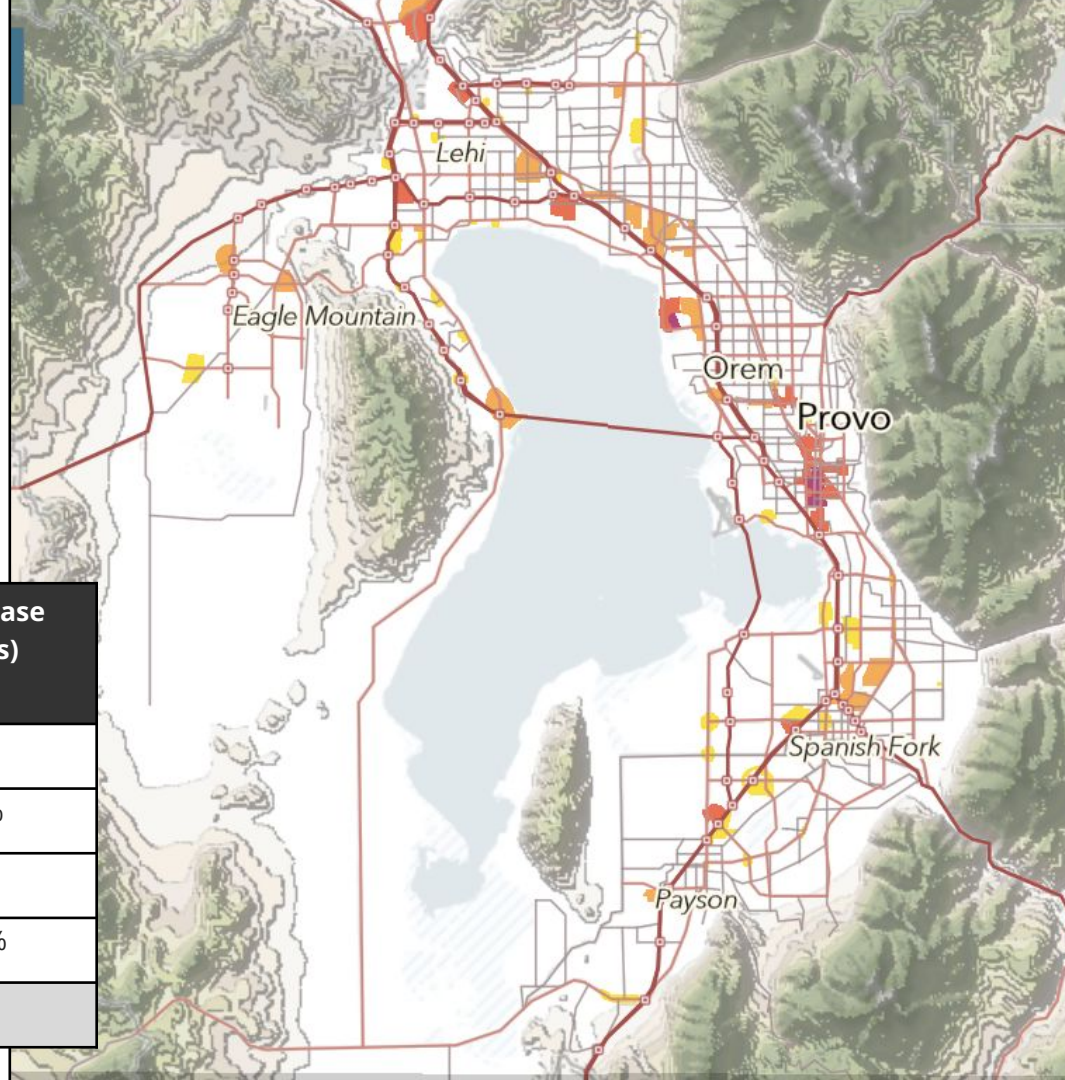 Lehi
Eagle Mountain
Orem
Provo
ase
s)
%
Spanish Fork
Payson